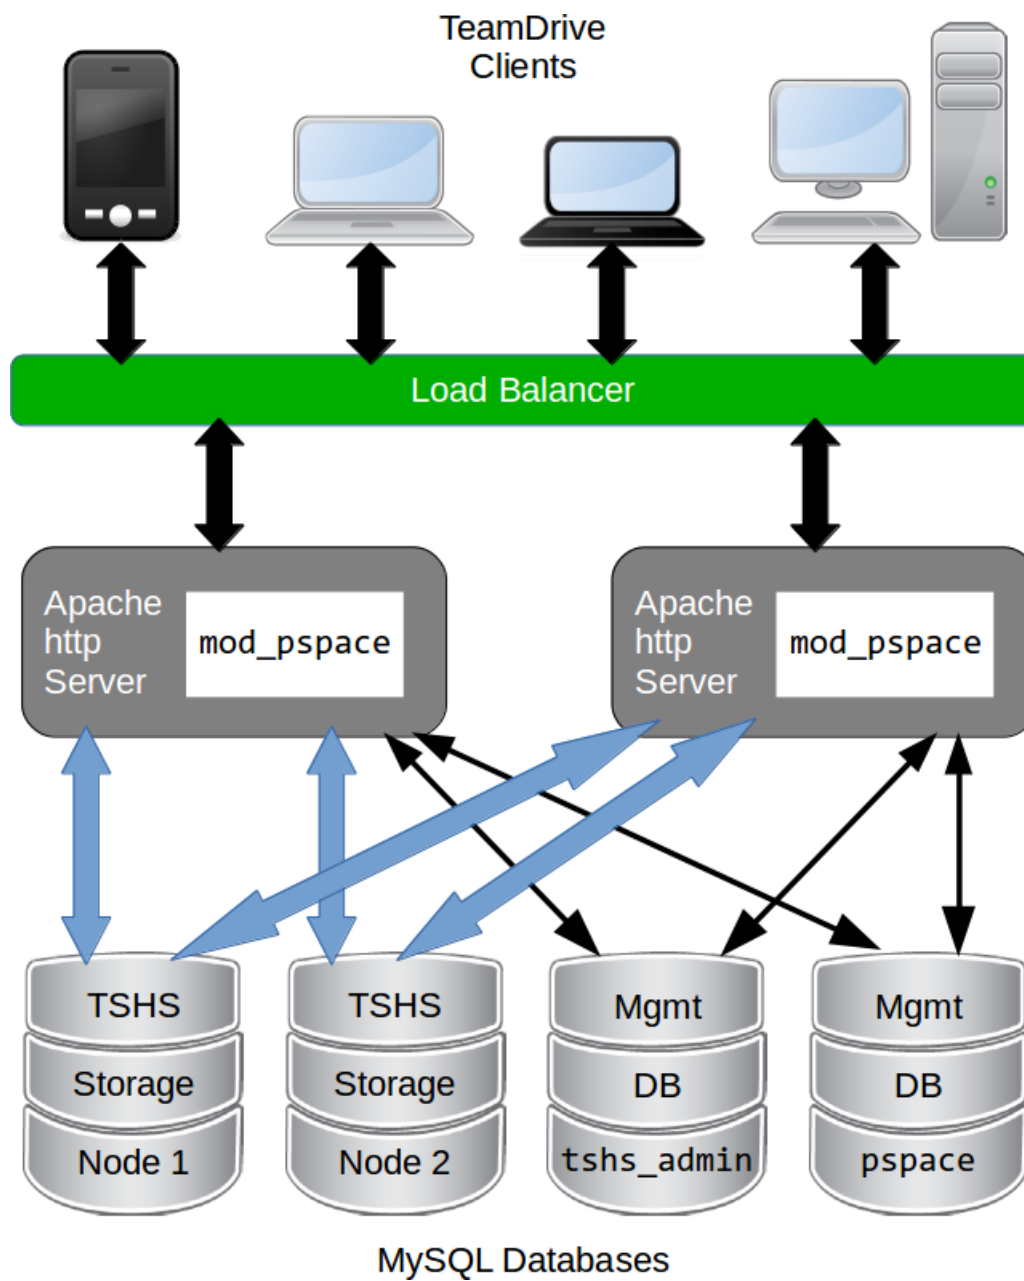 TeamDrive
Clients
Load Balancer
Apache
http
Server
mod_pspace
Apache
http
Server
mod_pspace
TSHS
Storage
Node 1
TSHS
Storage
Node 2
Mgmt
DB
tshs_admin
Mgmt
DB
pspace
MySQL Databases